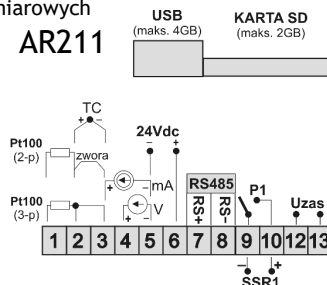 niarowych
AR211
USB
(maks. 4GB)
KARTA SD
(maks. 2GB)
TC
+ –
24Vdc
– +
Pt100
(2-p)
zwora
+ – mA
RS485
P1
Pt100
(3-p)
+ – V
RS+
RS-
Uzas
1 2 3 4 5 6 7 8 9 10 12 13
– +
SSR1